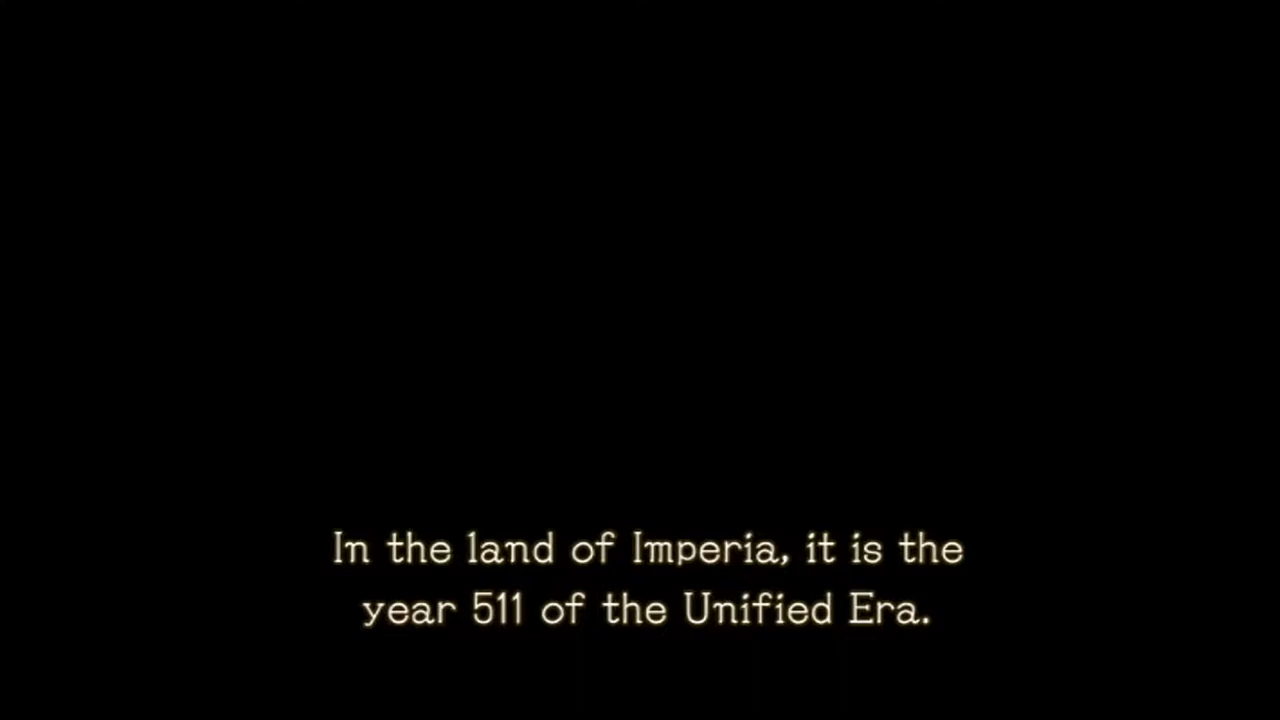 In the land of Imperia, it is the
year 511 of the Unified Era.